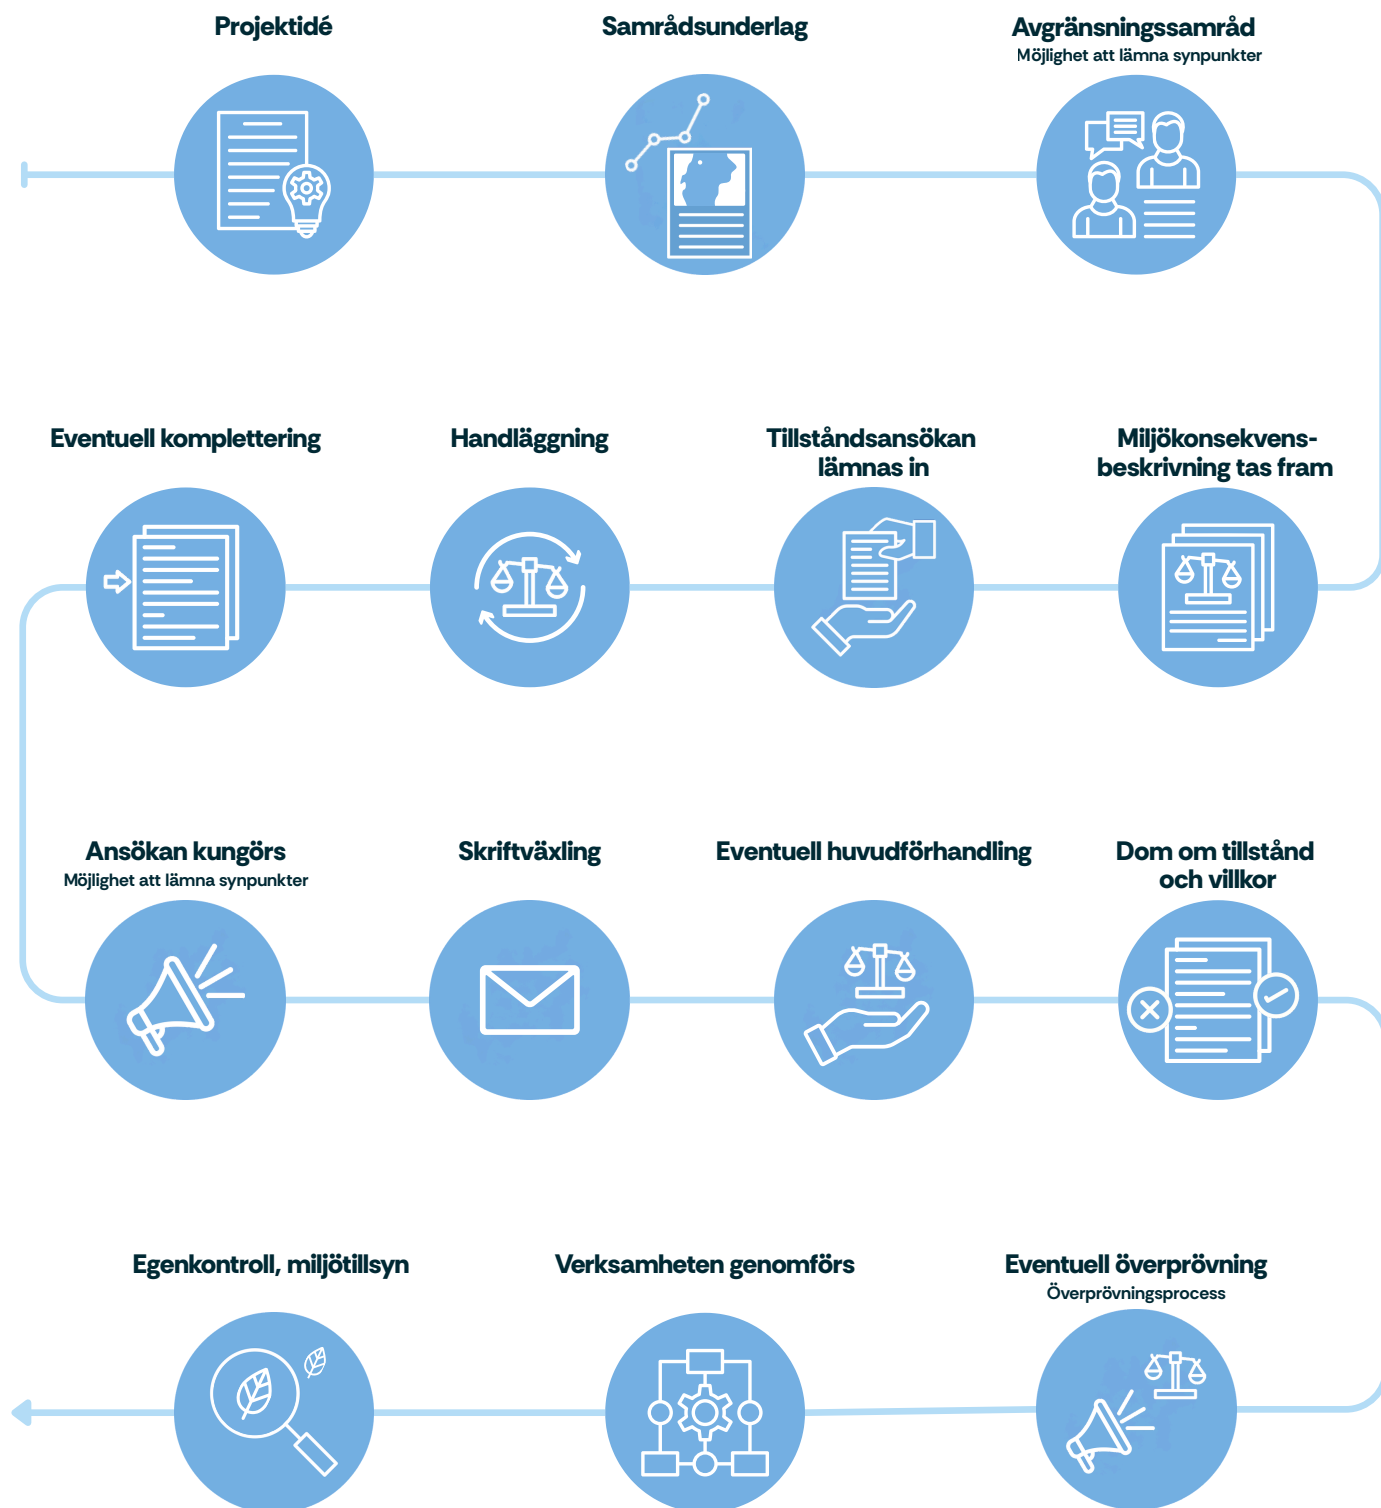 Projektidé
Samrådsunderlag
Avgränsningssamråd
Möjlighet att lämna synpunkter
Eventuell komplettering
Handläggning
Tillståndsansökan
lämnas in
Miljökonsekvens-
beskrivning tas fram
Ansökan kungörs
Möjlighet att lämna synpunkter
Skriftväxling
Eventuell huvudförhandling
Dom om tillstånd
och villkor
Egenkontroll, miljötillsyn
Verksamheten genomförs
Eventuell överprövning
Överprövningsprocess